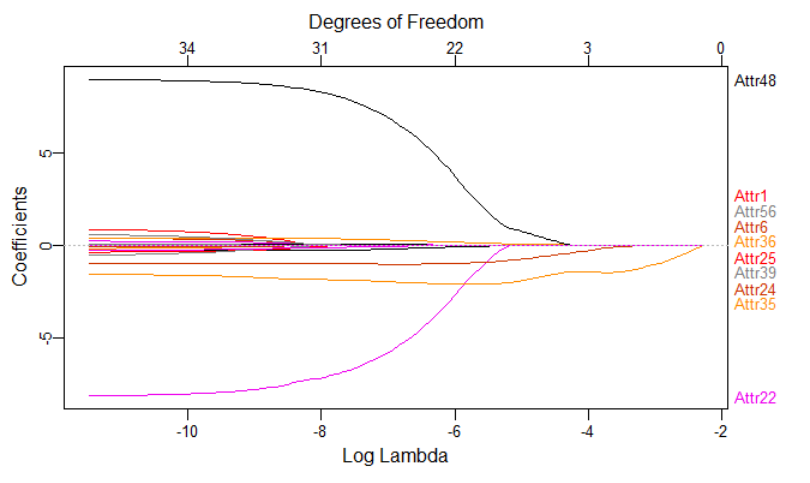 Degrees of Freedom
34 31 22 3 0
Attr48
5
Attr1
Attr56
Attr6
Attr36
0
Attr25
Attr39
Attr24
Attr35
-5
Attr22
Coefficients
-10 -8 -6 -4 -2
Log Lambda